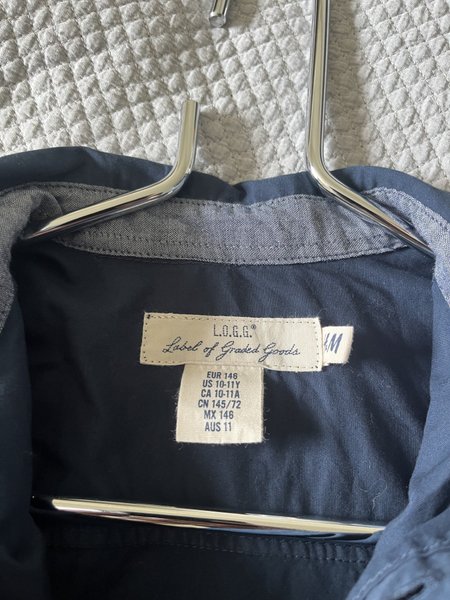 L.O.G.G.®
Label of Graded Goods
EUR 146
US 10-11Y
CA 10-11A
CN 145/72
MX 146
AUS 11